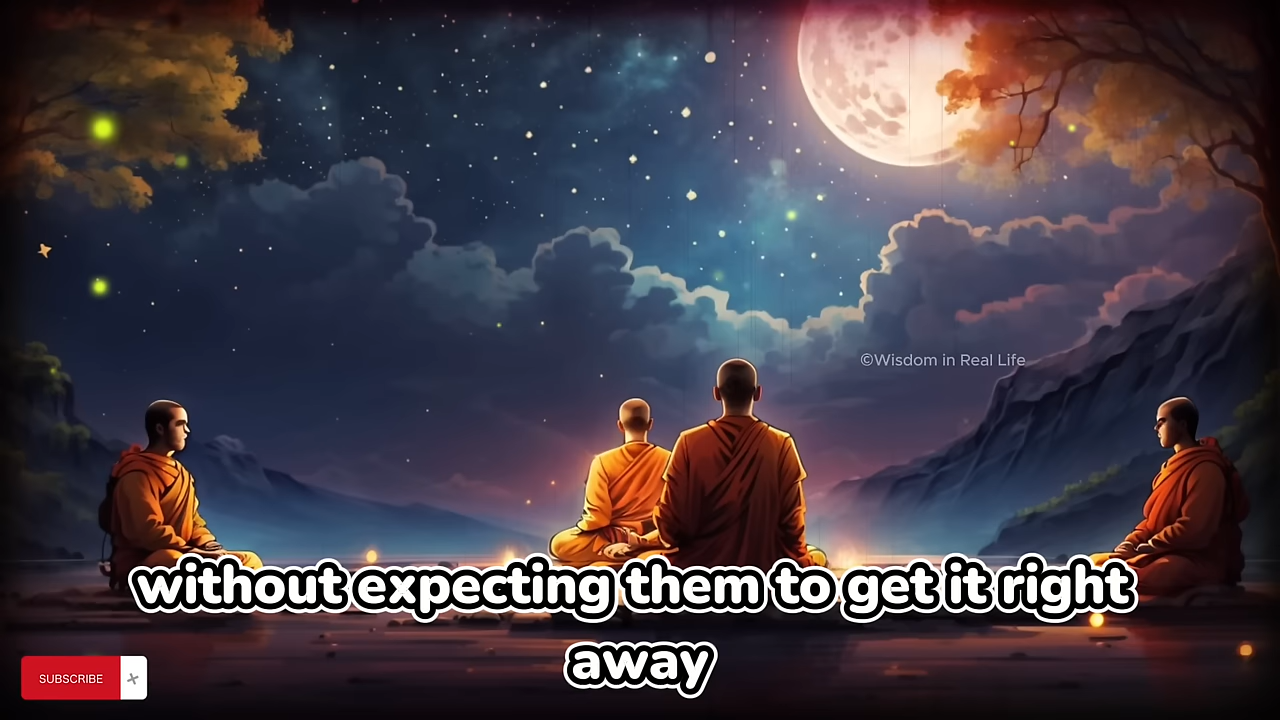 ©Wisdom in Real Life
without expecting them to get it right
away
SUBSCRIBE